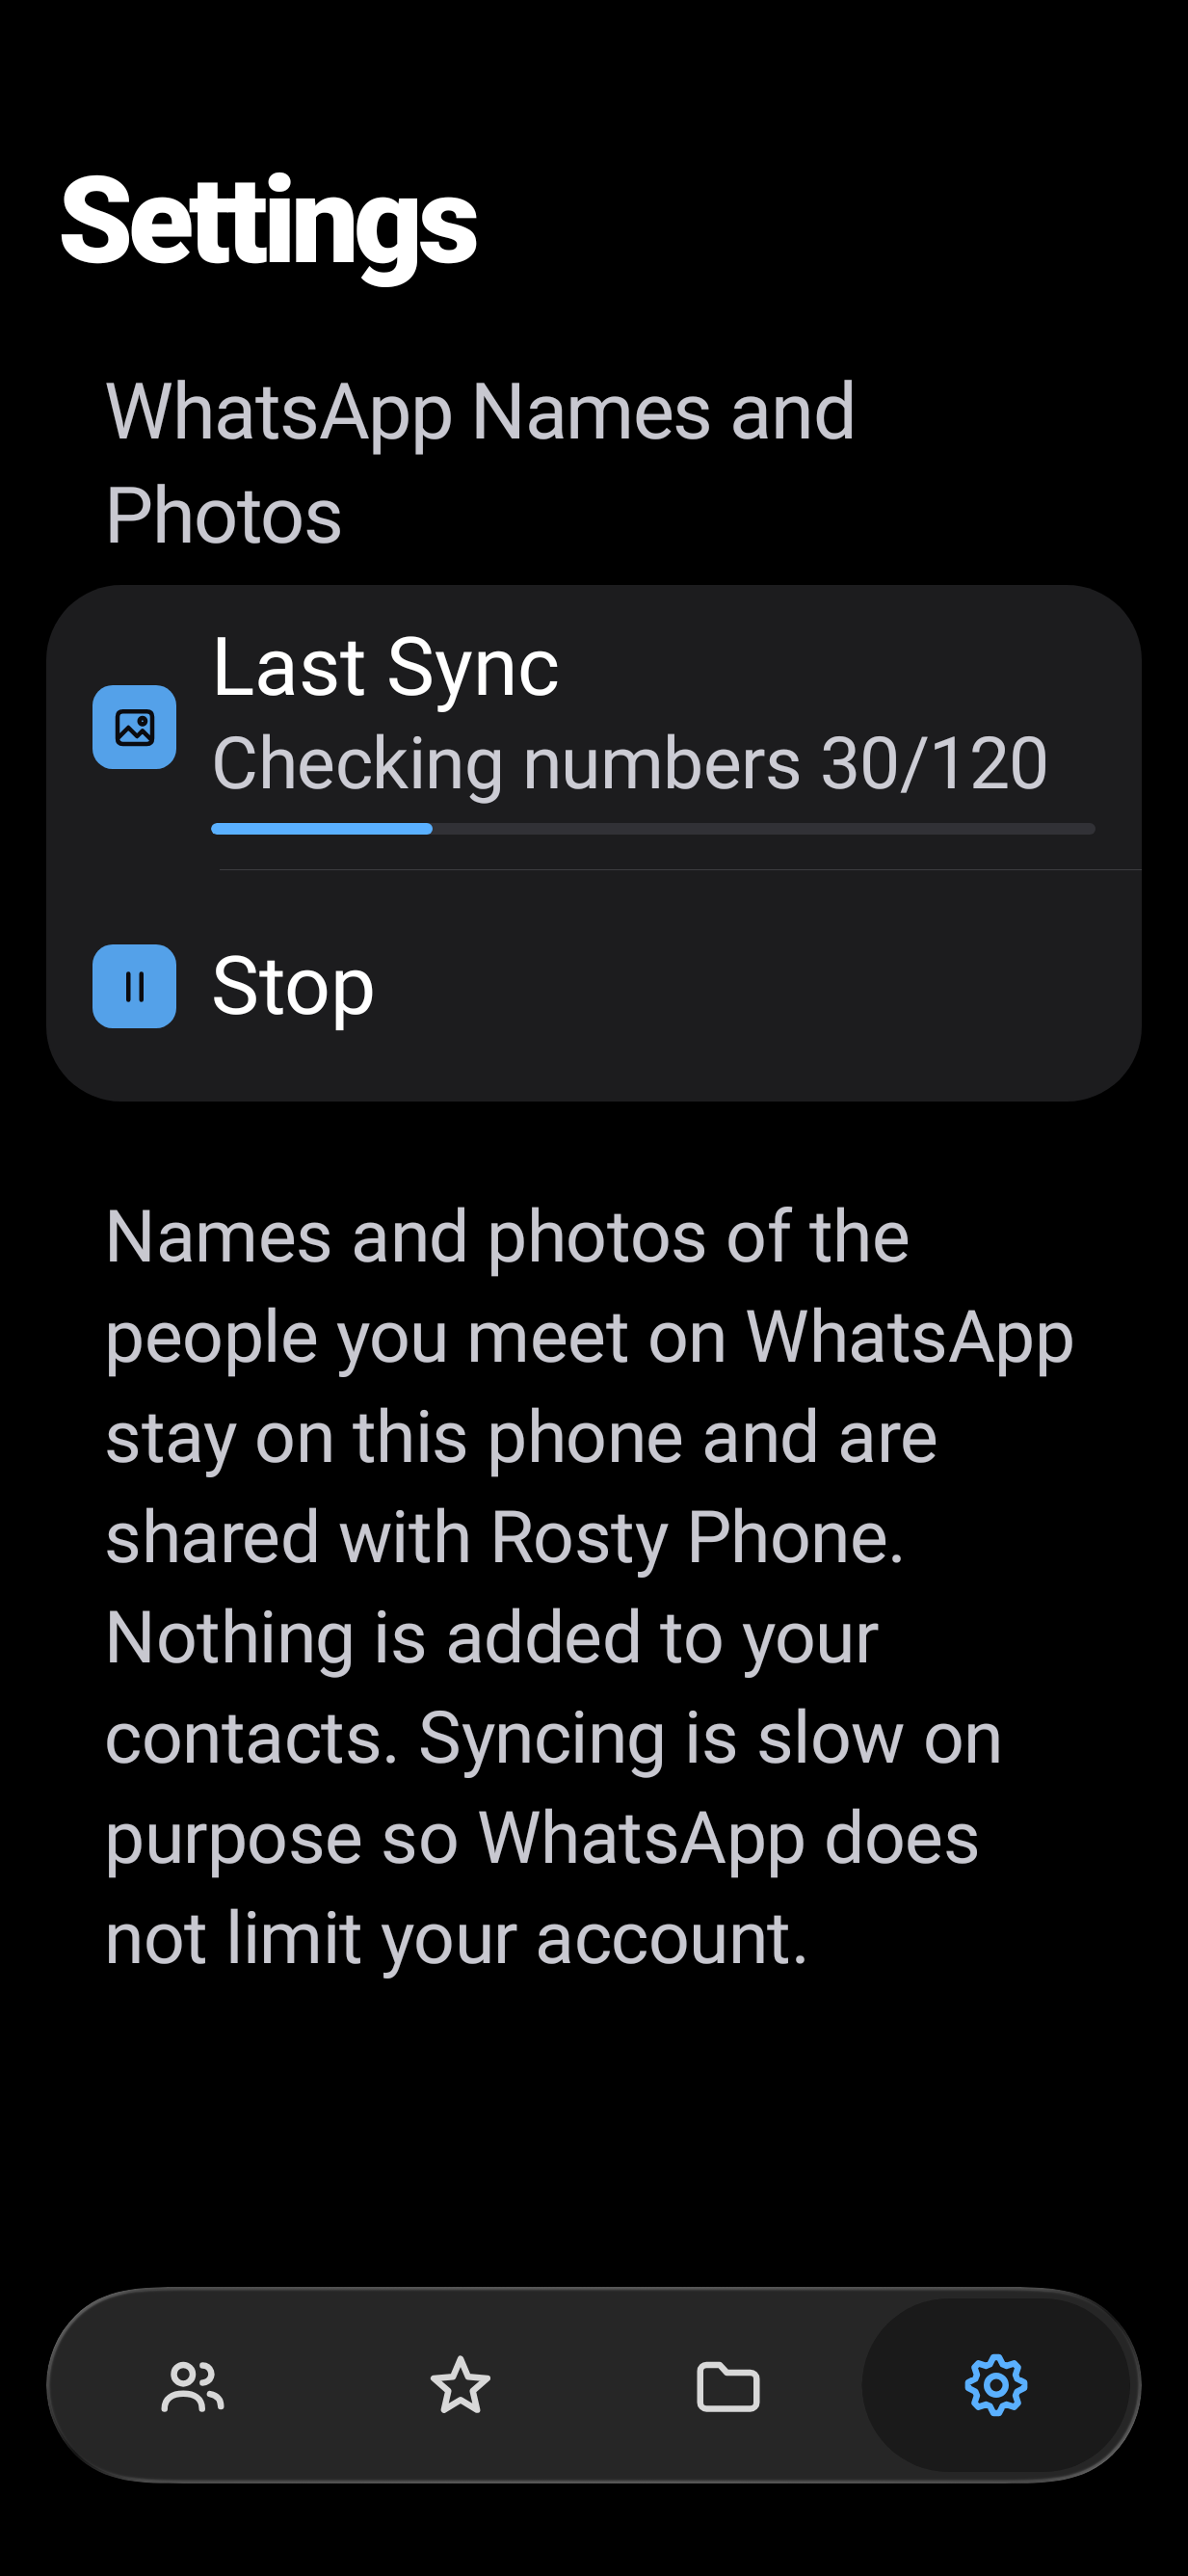 Settings
WhatsApp Names and
Photos
Last Sync
Checking numbers 30/120
Stop
Names and photos of the
people you meet on WhatsApp
stay on this phone and are
shared with Rosty Phone.
Nothing is added to your
contacts. Syncing is slow on
purpose so WhatsApp does
not limit your account.